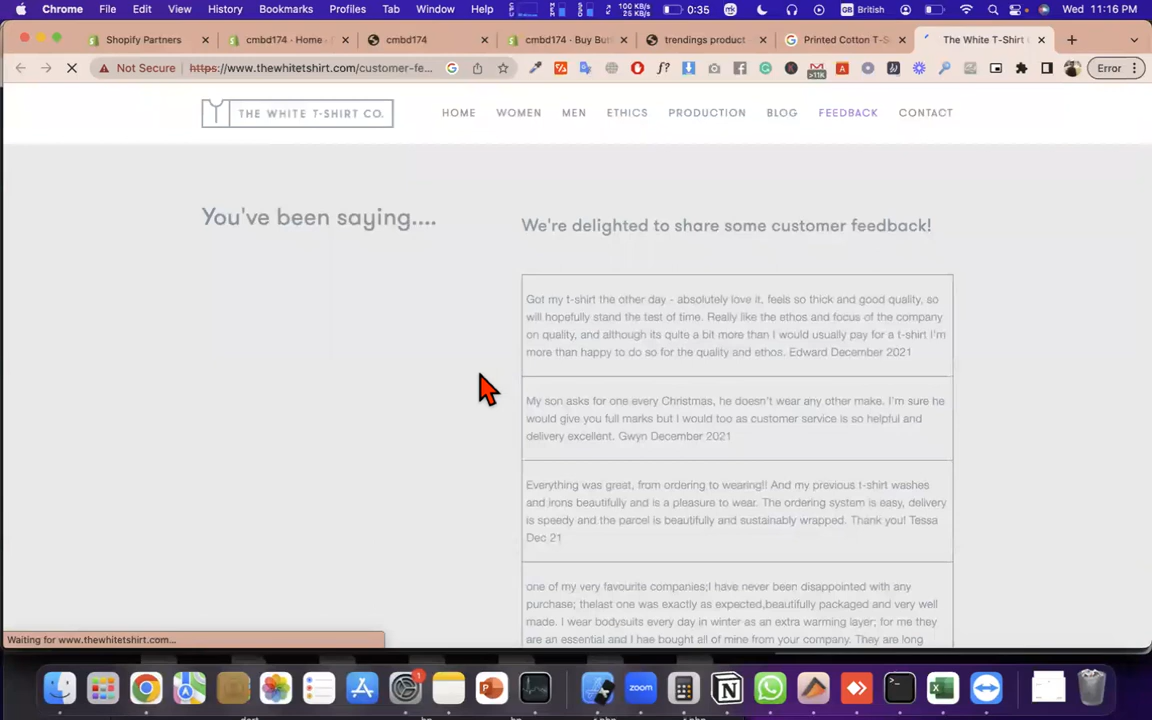 Chrome File Edit View History Bookmarks Profiles Tab Window Help 100 KB/s 25 KB/s 0:35 British Wed 11:16 PM
Shopify Partners cmbd174 · Home · cmbd174 cmbd174 · Buy But trendings product Printed Cotton T-S The White T-Shirt
Not Secure https://www.thewhitetshirt.com/customer-fe... f? >11K Error
THE WHITE T-SHIRT CO. HOME WOMEN MEN ETHICS PRODUCTION BLOG FEEDBACK CONTACT
You've been saying....
We're delighted to share some customer feedback!
Got my t-shirt the other day - absolutely love it, feels so thick and good quality, so
will hopefully stand the test of time. Really like the ethos and focus of the company
on quality, and although its quite a bit more than I would usually pay for a t-shirt I'm
more than happy to do so for the quality and ethos. Edward December 2021
My son asks for one every Christmas, he doesn't wear any other make. I'm sure he
would give you full marks but I would too as customer service is so helpful and
delivery excellent. Gwyn December 2021
Everything was great, from ordering to wearing!! And my previous t-shirt washes
and irons beautifully and is a pleasure to wear. The ordering system is easy, delivery
is speedy and the parcel is beautifully and sustainably wrapped. Thank you! Tessa
Dec 21
one of my very favourite companies;I have never been disappointed with any
purchase; thelast one was exactly as expected,beautifully packaged and very well
made. I wear bodysuits every day in winter as an extra warming layer; for me they
are an essential and I hae bought all of mine from your company. They are long
Waiting for www.thewhitetshirt.com...
1
zoom